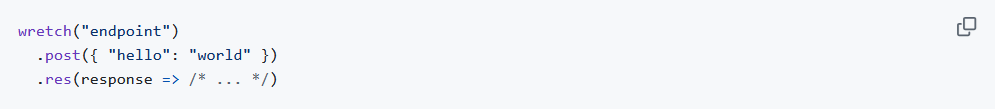 wretch("endpoint")
  .post({ "hello": "world" })
  .res(response => /* ... */)